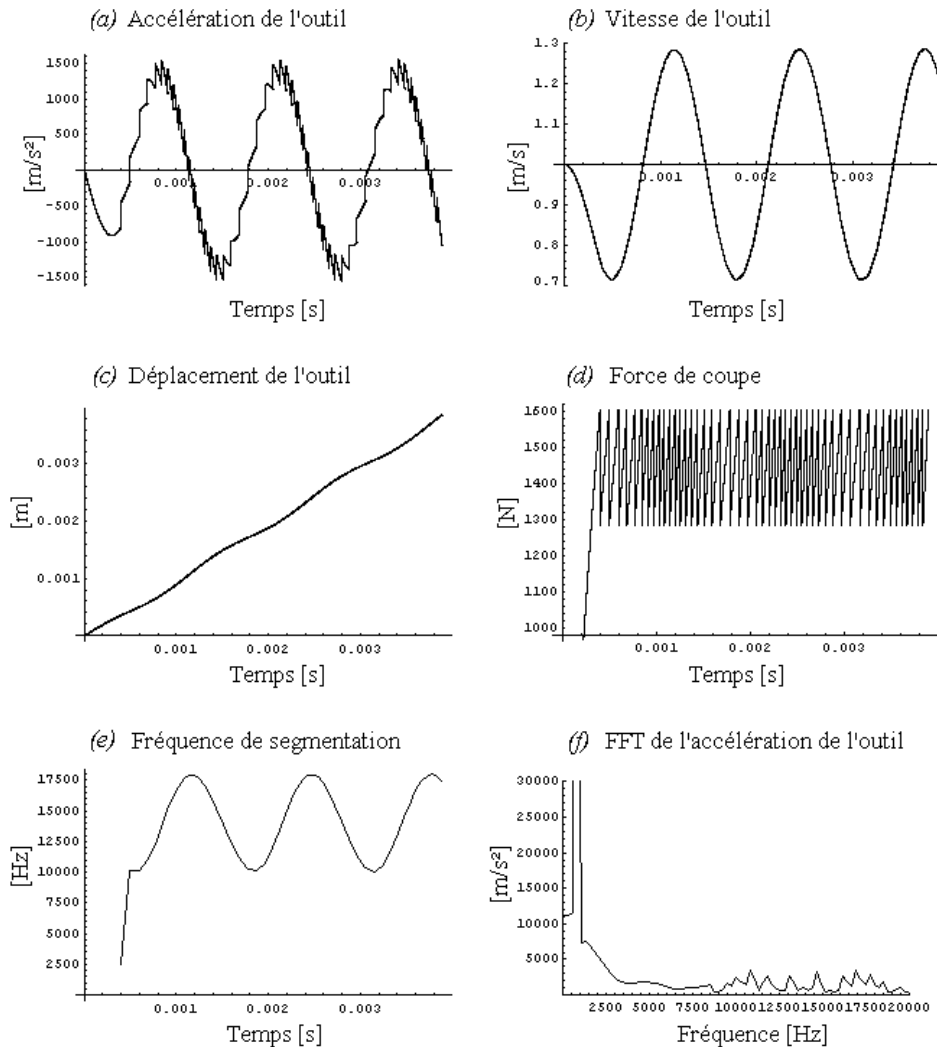 (a) Accélération de l'outil
1500
1000
500
-500
-1000
-1500
[m/s²]
0.001 0.002 0.003
Temps [s]
(b) Vitesse de l'outil
1.3
1.2
1.1
0.9
0.8
0.7
[m/s]
0.001 0.002 0.003
Temps [s]
(c) Déplacement de l'outil
0.003
0.002
0.001
[m]
0.001 0.002 0.003
Temps [s]
(d) Force de coupe
1600
1500
1400
1300
1200
1100
1000
[N]
0.001 0.002 0.003
Temps [s]
(e) Fréquence de segmentation
17500
15000
12500
10000
7500
5000
2500
[Hz]
0.001 0.002 0.003
Temps [s]
(f) FFT de l'accélération de l'outil
30000
25000
20000
15000
10000
5000
[m/s²]
2500 5000 7500 10000 12500 15000 17500 20000
Fréquence [Hz]